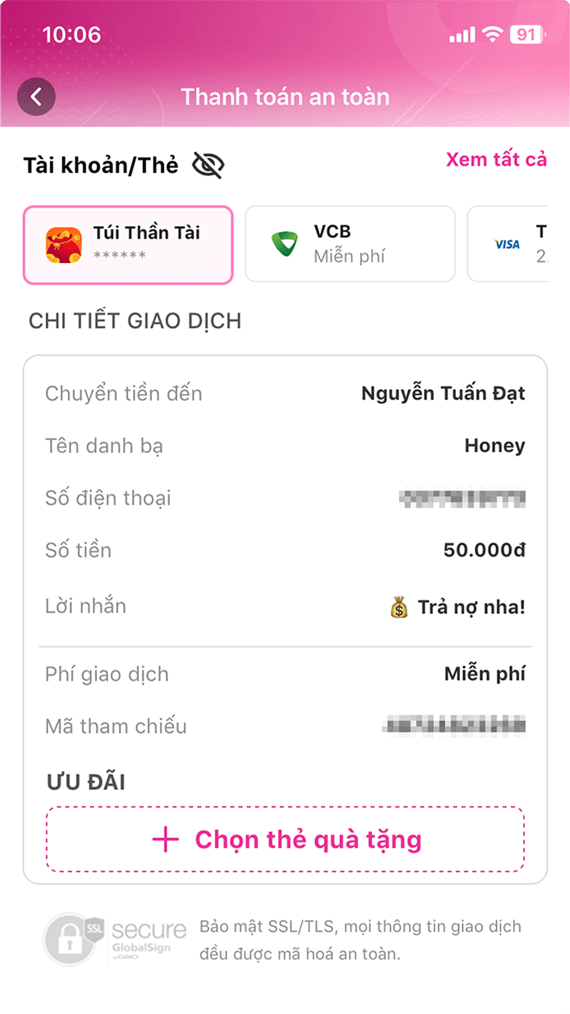 10:06
91
Thanh toán an toàn
Tài khoản/Thẻ
Xem tất cả
Túi Thần Tài
******
VCB
Miễn phí
VISA
T
2.
CHI TIẾT GIAO DỊCH
Chuyển tiền đến Nguyễn Tuấn Đạt
Tên danh bạ Honey
Số điện thoại
Số tiền 50.000đ
Lời nhắn 💰 Trả nợ nha!
Phí giao dịch Miễn phí
Mã tham chiếu
ƯU ĐÃI
+ Chọn thẻ quà tặng
SSL
secure
GlobalSign
by GMO
Bảo mật SSL/TLS, mọi thông tin giao dịch
đều được mã hoá an toàn.